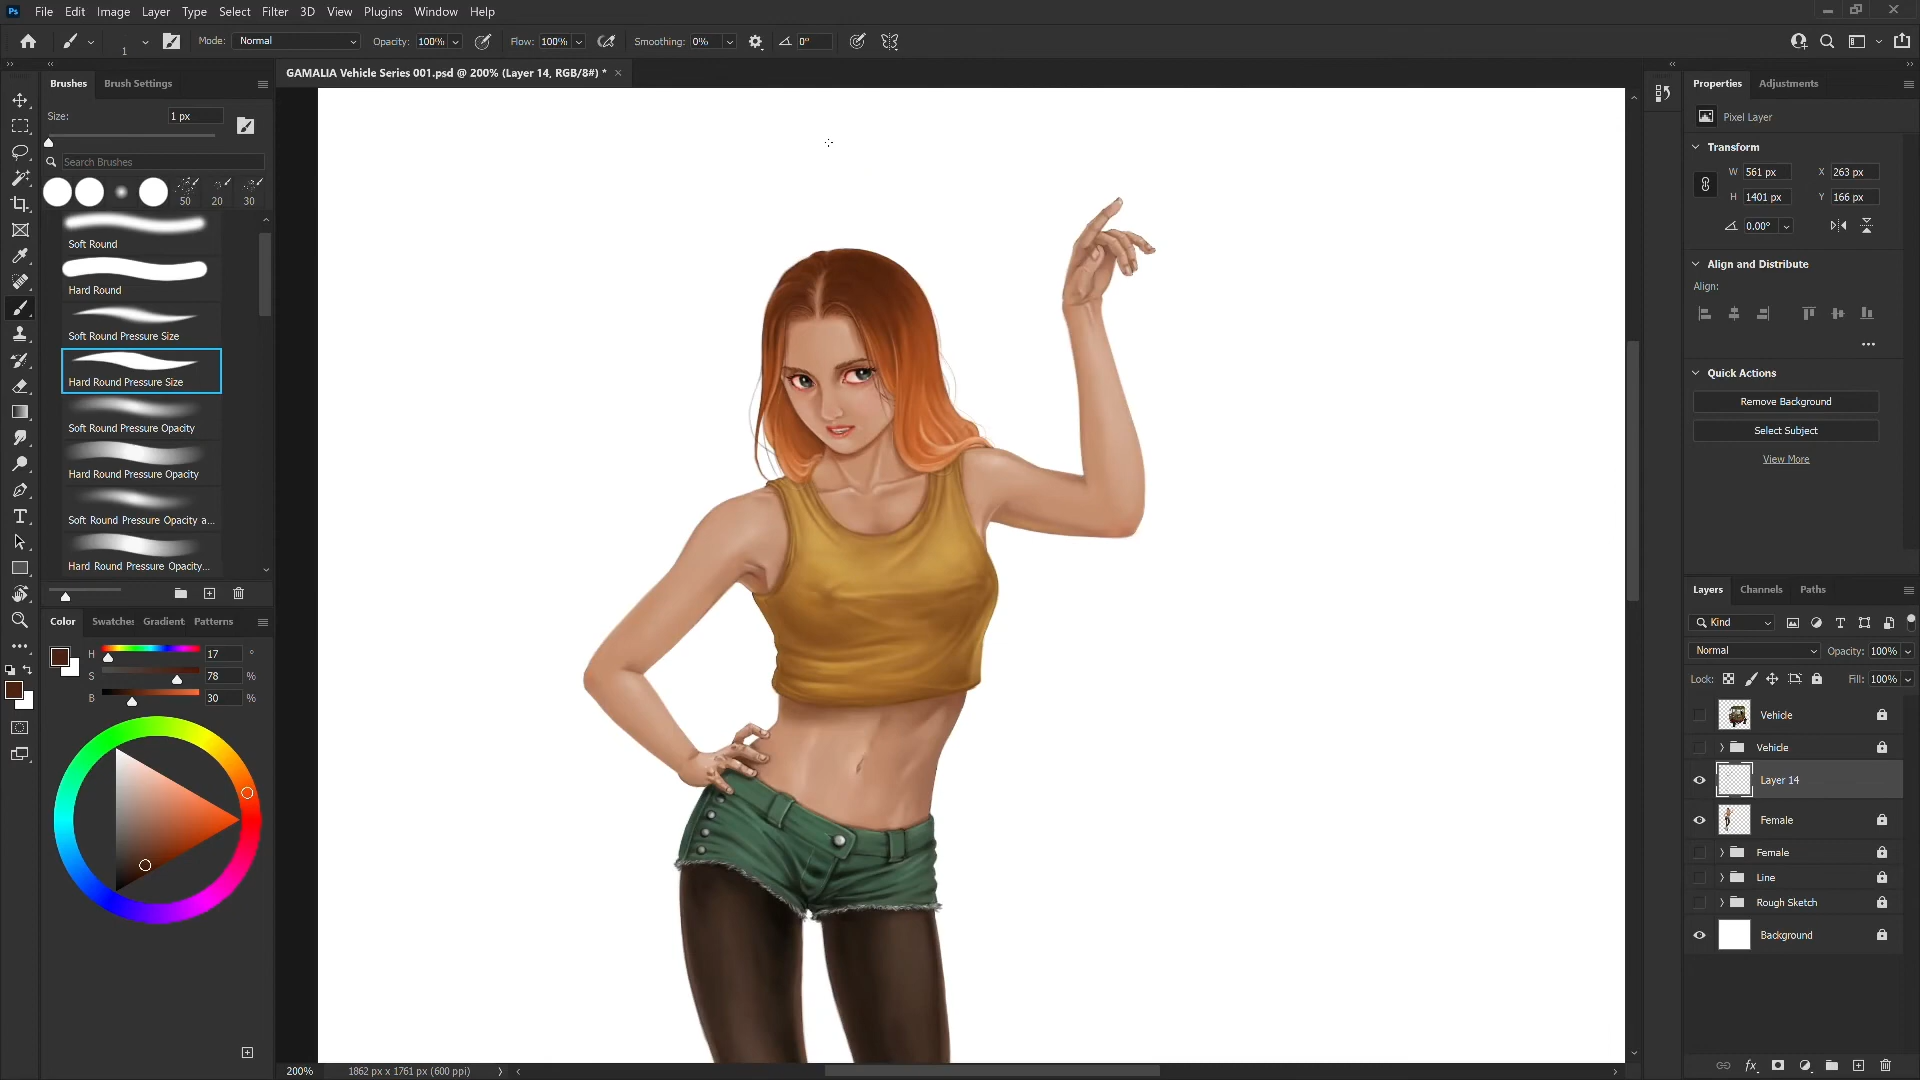 Ps File Edit Image Layer Type Select Filter 3D View Plugins Window Help
1 Mode: Normal Opacity: 100% Flow: 100% Smoothing: 0% 0°
Brushes Brush Settings
GAMALIA Vehicle Series 001.psd @ 200% (Layer 14, RGB/8#) *
Properties Adjustments
Size: 1 px
Search Brushes
50 20 30
Soft Round
Hard Round
Soft Round Pressure Size
Hard Round Pressure Size
Soft Round Pressure Opacity
Hard Round Pressure Opacity
Soft Round Pressure Opacity a...
Hard Round Pressure Opacity...
Color Swatches Gradient Patterns
H 17 °
S 78 %
B 30 %
200% 1862 px x 1761 px (600 ppi)
Pixel Layer
Transform
W 561 px X 263 px
H 1401 px Y 166 px
0.00°
Align and Distribute
Align:
Quick Actions
Remove Background
Select Subject
View More
Layers Channels Paths
Kind
Normal Opacity: 100%
Lock: Fill: 100%
Vehicle
Vehicle
Layer 14
Female
Female
Line
Rough Sketch
Background
fx